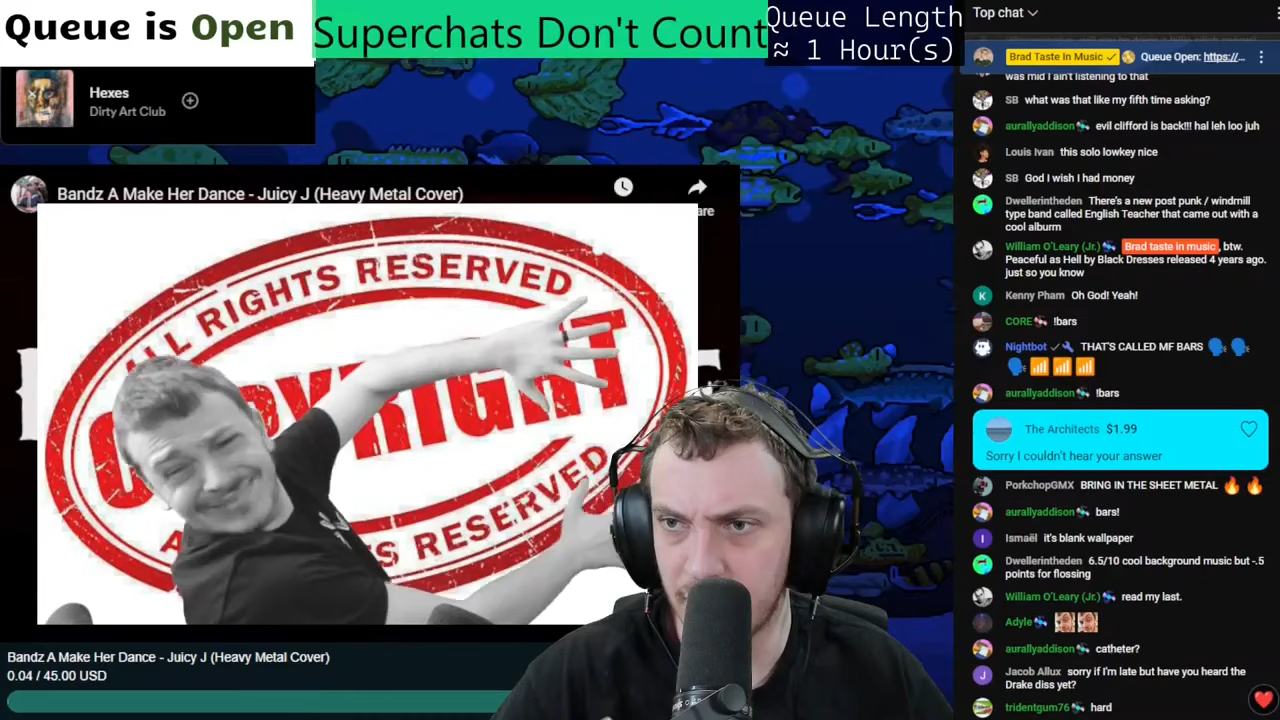 Queue is Open
Superchats Don't Count
Queue Length
≈ 1 Hour(s)
Hexes
Dirty Art Club
Bandz A Make Her Dance - Juicy J (Heavy Metal Cover)
are
ALL RIGHTS RESERVED
COPYRIGHT
RESERVED
Bandz A Make Her Dance - Juicy J (Heavy Metal Cover)
0.04 / 45.00 USD
Top chat
Brad Taste In Music Queue Open: https://...
was mid I ain't listening to that
SB what was that like my fifth time asking?
aurallyaddison evil clifford is back!!! hal leh loo juh
Louis Ivan this solo lowkey nice
SB God I wish I had money
Dwellerintheden There's a new post punk / windmill
type band called English Teacher that came out with a
cool alburm
William O'Leary (Jr.) Brad taste in music , btw.
Peaceful as Hell by Black Dresses released 4 years ago.
just so you know
K Kenny Pham Oh God! Yeah!
CORE !bars
Nightbot THAT'S CALLED MF BARS 🗣️ 🗣️
🗣️ 📶 📶 📶
aurallyaddison !bars
The Architects $1.99
Sorry I couldn't hear your answer
PorkchopGMX BRING IN THE SHEET METAL 🔥 🔥
aurallyaddison bars!
I Ismaël it's blank wallpaper
Dwellerintheden 6.5/10 cool background music but -.5
points for flossing
William O'Leary (Jr.) read my last.
Adyle
aurallyaddison catheter?
J Jacob Allux sorry if I'm late but have you heard the
Drake diss yet?
tridentgum76 hard